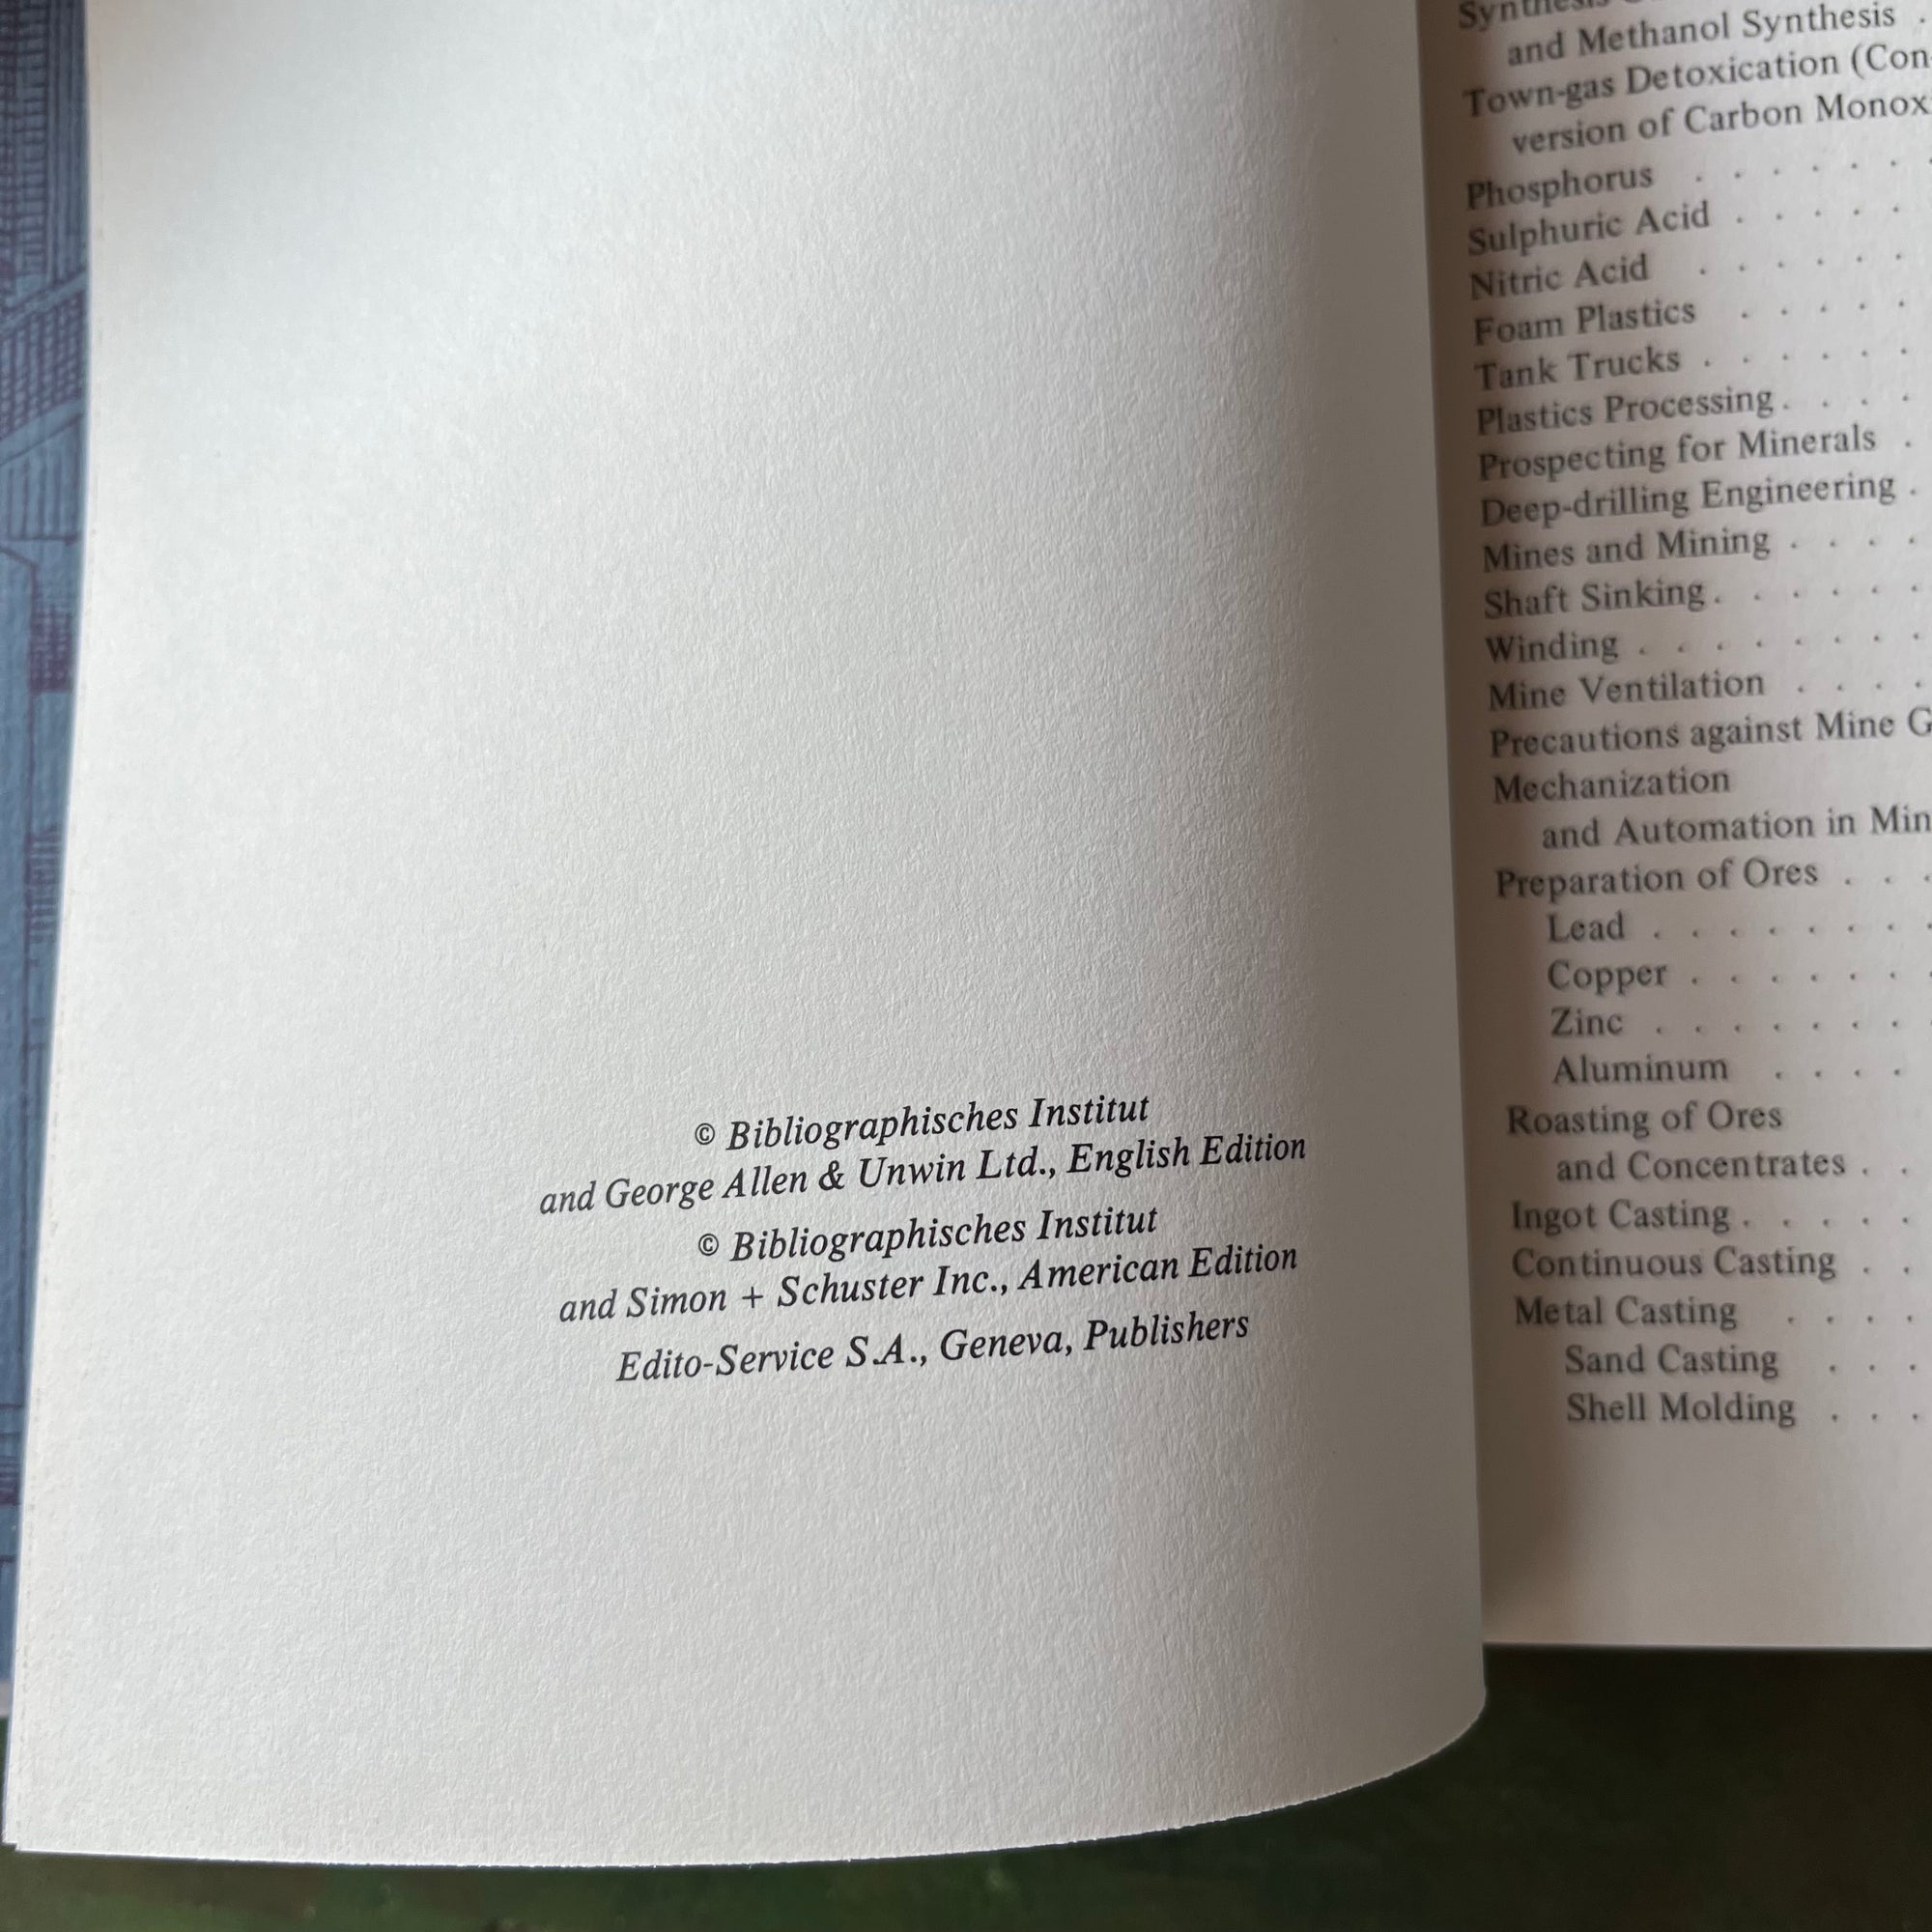 © Bibliographisches Institut
and George Allen & Unwin Ltd., English Edition
© Bibliographisches Institut
and Simon + Schuster Inc., American Edition
Edito-Service S.A., Geneva, Publishers
Synthesis
and Methanol Synthesis .
Town-gas Detoxication (Con-
version of Carbon Monox
Phosphorus . . . . . .
Sulphuric Acid . . . . .
Nitric Acid . . . . . .
Foam Plastics . . . . .
Tank Trucks . . . . . .
Plastics Processing . . . .
Prospecting for Minerals .
Deep-drilling Engineering .
Mines and Mining . . . .
Shaft Sinking . . . . . .
Winding . . . . . . . .
Mine Ventilation . . . .
Precautions against Mine G
Mechanization
and Automation in Min
Preparation of Ores . . .
Lead . . . . . . . .
Copper . . . . . . .
Zinc . . . . . . .
Aluminum . . . .
Roasting of Ores
and Concentrates . .
Ingot Casting . . . . .
Continuous Casting . .
Metal Casting . . . .
Sand Casting . . .
Shell Molding . . .